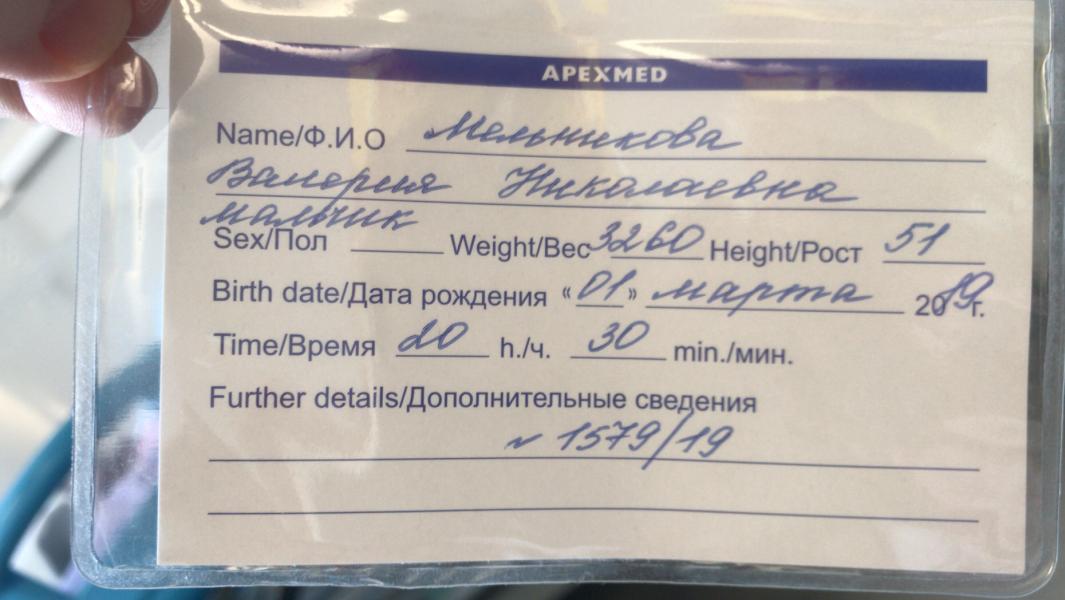 APEXMED
Name/Ф.И.О Мельникова
Валерия Николаевна
мальчик
Sex/Пол Weight/Вес 3260 Height/Рост 51
Birth date/Дата рождения «01» марта 2019г.
Time/Время 20 h./ч. 30 min./мин.
Further details/Дополнительные сведения
№ 1579/19